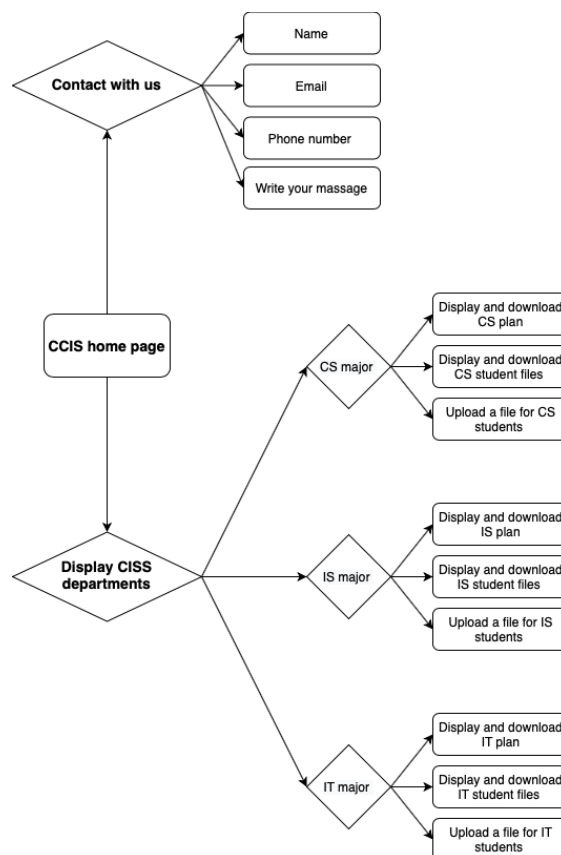 Name
Contact with us
Email
Phone number
Write your massage
CCIS home page
Display and download
CS plan
CS major
Display and download
CS student files
Upload a file for CS
students
Display CISS
departments
Display and download
IS plan
IS major
Display and download
IS student files
Upload a file for IS
students
Display and download
IT plan
IT major
Display and download
IT student files
Upload a file for IT
students